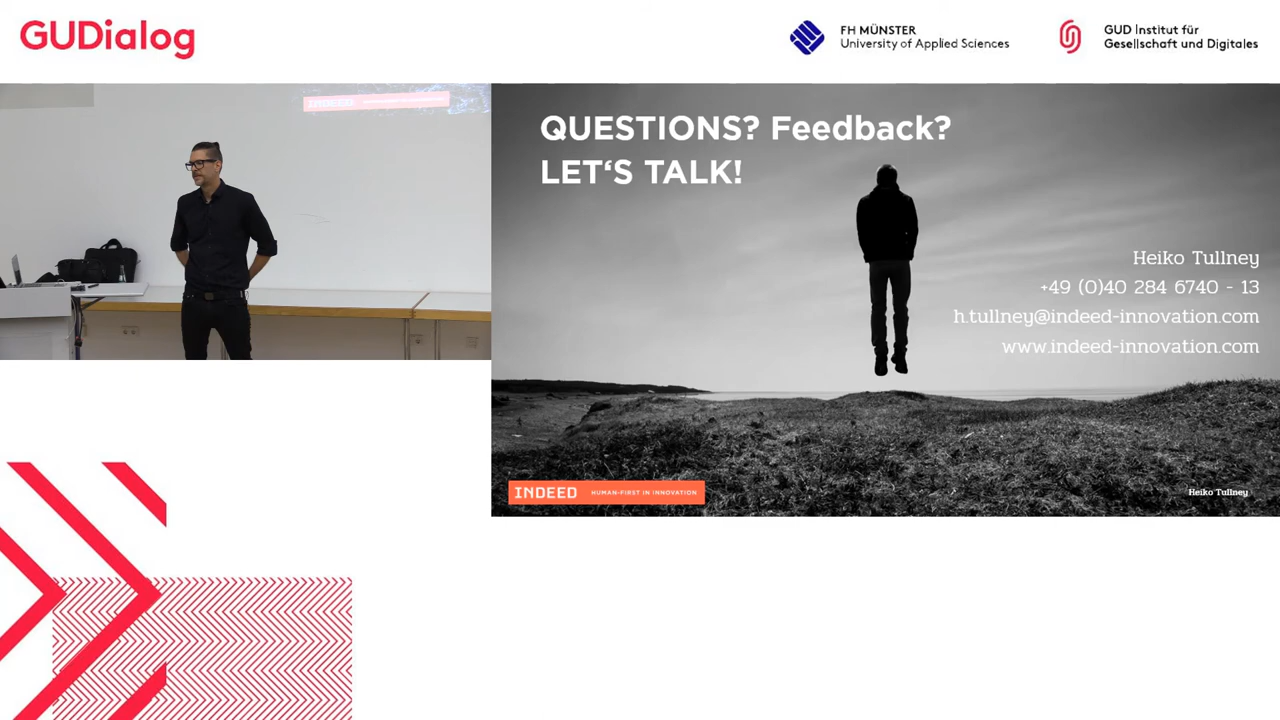 GUDialog
FH MÜNSTER
University of Applied Sciences
GUD Institut für
Gesellschaft und Digitales
INDEED
QUESTIONS? Feedback?
LET‘S TALK!
Heiko Tullney
+49 (0)40 284 6740 - 13
h.tullney@indeed-innovation.com
www.indeed-innovation.com
INDEED HUMAN-FIRST IN INNOVATION
Heiko Tullney